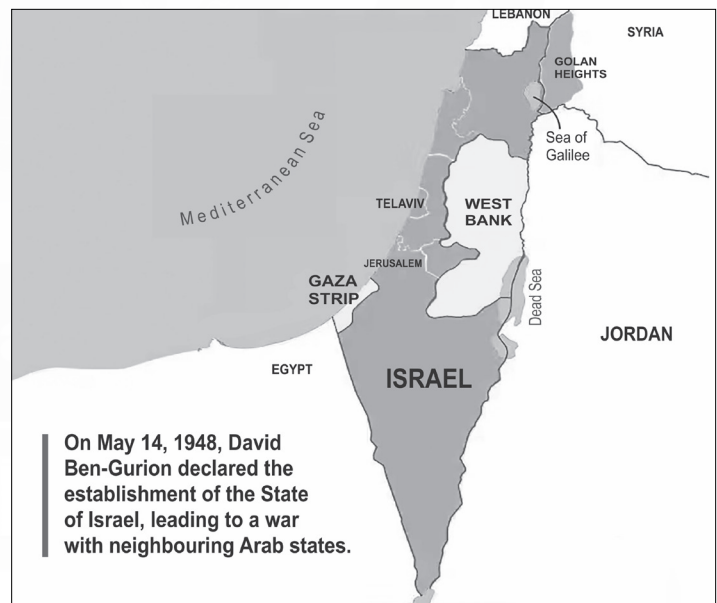 LEBANON
SYRIA
GOLAN
HEIGHTS
Sea of
Galilee
Mediterranean Sea
TELAVIV
WEST
BANK
JERUSALEM
GAZA
STRIP
Dead Sea
JORDAN
EGYPT
ISRAEL
On May 14, 1948, David
Ben-Gurion declared the
establishment of the State
of Israel, leading to a war
with neighbouring Arab states.